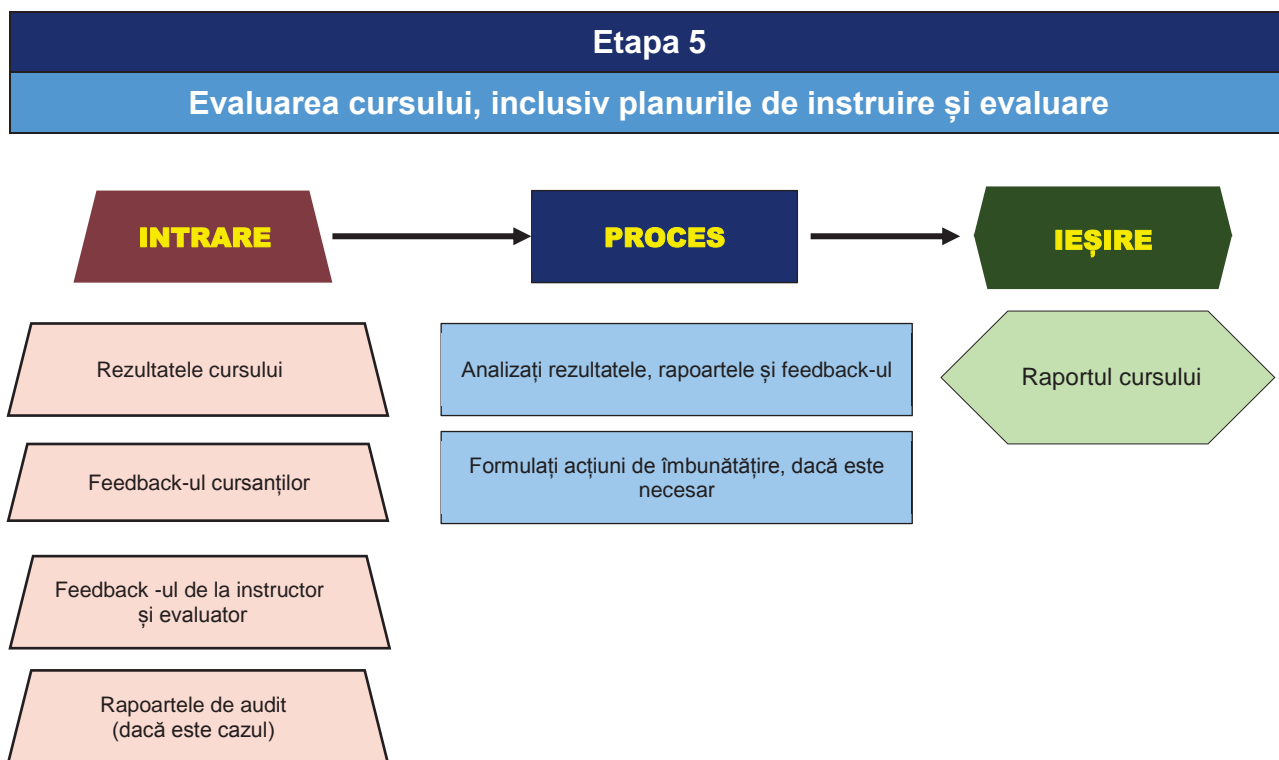 Etapa 5
Evaluarea cursului, inclusiv planurile de instruire și evaluare
INTRARE
PROCES
IEȘIRE
Rezultatele cursului
Feedback-ul cursanților
Feedback -ul de la instructor
și evaluator
Rapoartele de audit
(dacă este cazul)
Analizați rezultatele, rapoartele și feedback-ul
Formulați acțiuni de îmbunătățire, dacă este
necesar
Raportul cursului